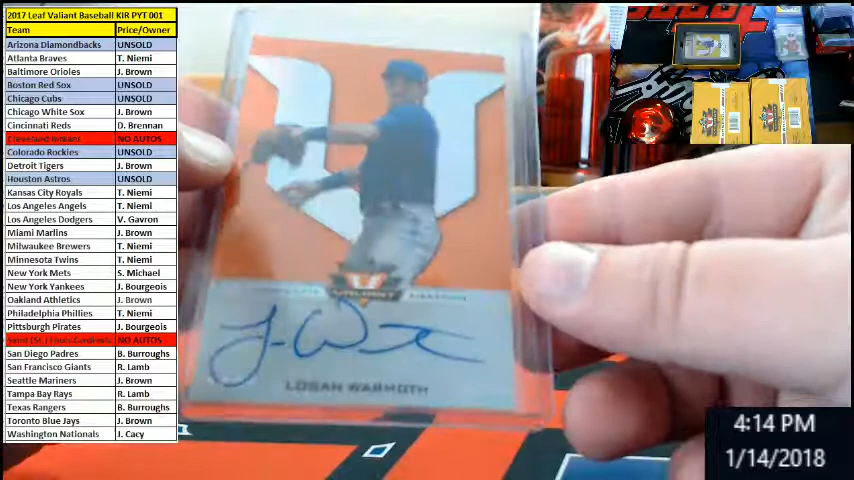 2017 Leaf Valiant Baseball KIR PYT 001
Team Price/Owner
Arizona Diamondbacks UNSOLD
Atlanta Braves T. Niemi
Baltimore Orioles J. Brown
Boston Red Sox UNSOLD
Chicago Cubs UNSOLD
Chicago White Sox J. Brown
Cincinnati Reds D. Brennan
Cleveland Indians NO AUTOS
Colorado Rockies UNSOLD
Detroit Tigers J. Brown
Houston Astros UNSOLD
Kansas City Royals T. Niemi
Los Angeles Angels T. Niemi
Los Angeles Dodgers V. Gavron
Miami Marlins J. Brown
Milwaukee Brewers T. Niemi
Minnesota Twins T. Niemi
New York Mets S. Michael
New York Yankees J. Bourgeois
Oakland Athletics J. Brown
Philadelphia Phillies T. Niemi
Pittsburgh Pirates J. Bourgeois
Saint (St.) Louis Cardinals NO AUTOS
San Diego Padres B. Burroughs
San Francisco Giants R. Lamb
Seattle Mariners J. Brown
Tampa Bay Rays R. Lamb
Texas Rangers B. Burroughs
Toronto Blue Jays J. Brown
Washington Nationals J. Cacy
VALIANT
LOGAN WARMOTH
4:14 PM
1/14/2018